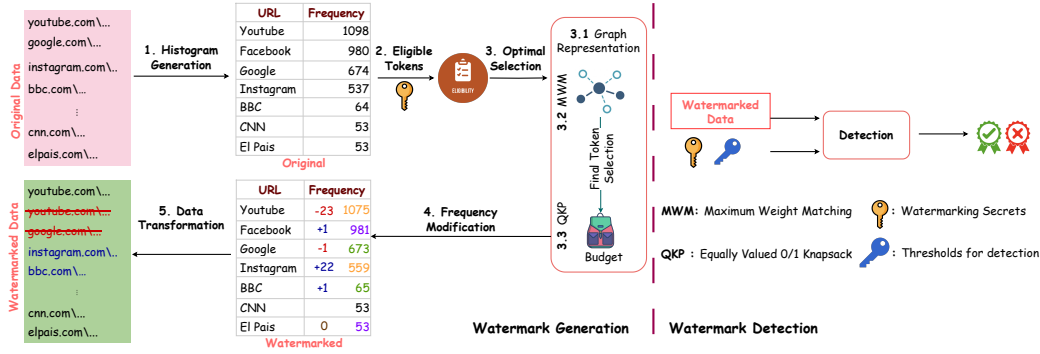 Original Data
youtube.com\...
google.com\...
instagram.com\..
bbc.com\...
⋮
cnn.com\...
elpais.com\...
1. Histogram
Generation
URL Frequency
Youtube 1098
Facebook 980
Google 674
Instagram 537
BBC 64
CNN 53
El Pais 53
Original
2. Eligible
Tokens
ELIGIBILITY
3. Optimal
Selection
3.1 Graph
Representation
3.2 MWM
Final Token
Selection
3.3 QKP
Budget
4. Frequency
Modification
URL Frequency
Youtube -23 1075
Facebook +1 981
Google -1 673
Instagram +22 559
BBC +1 65
CNN 53
El Pais 0 53
Watermarked
5. Data
Transformation
Watermarked Data
youtube.com\...
youtube.com\...
google.com\...
instagram.com\..
bbc.com\...
⋮
cnn.com\...
elpais.com\...
Watermark Generation
Watermarked
Data
Detection
MWM: Maximum Weight Matching
: Watermarking Secrets
QKP : Equally Valued 0/1 Knapsack
: Thresholds for detection
Watermark Detection